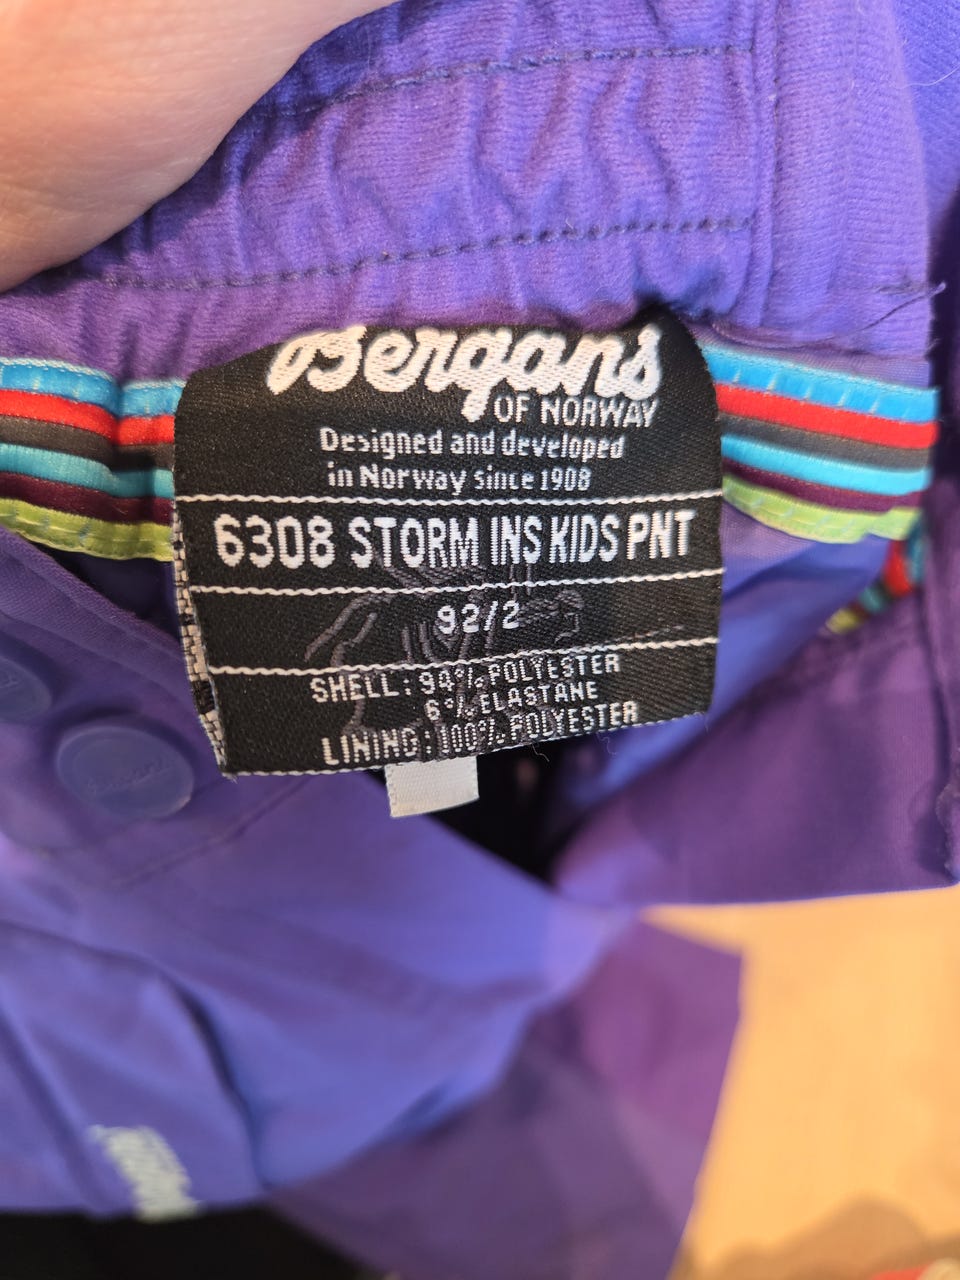 Bergans
OF NORWAY
Designed and developed
in Norway since 1908
6308 STORM INS KIDS PNT
92/2
SHELL: 94% POLYESTER
6% ELASTANE
LINING: 100% POLYESTER